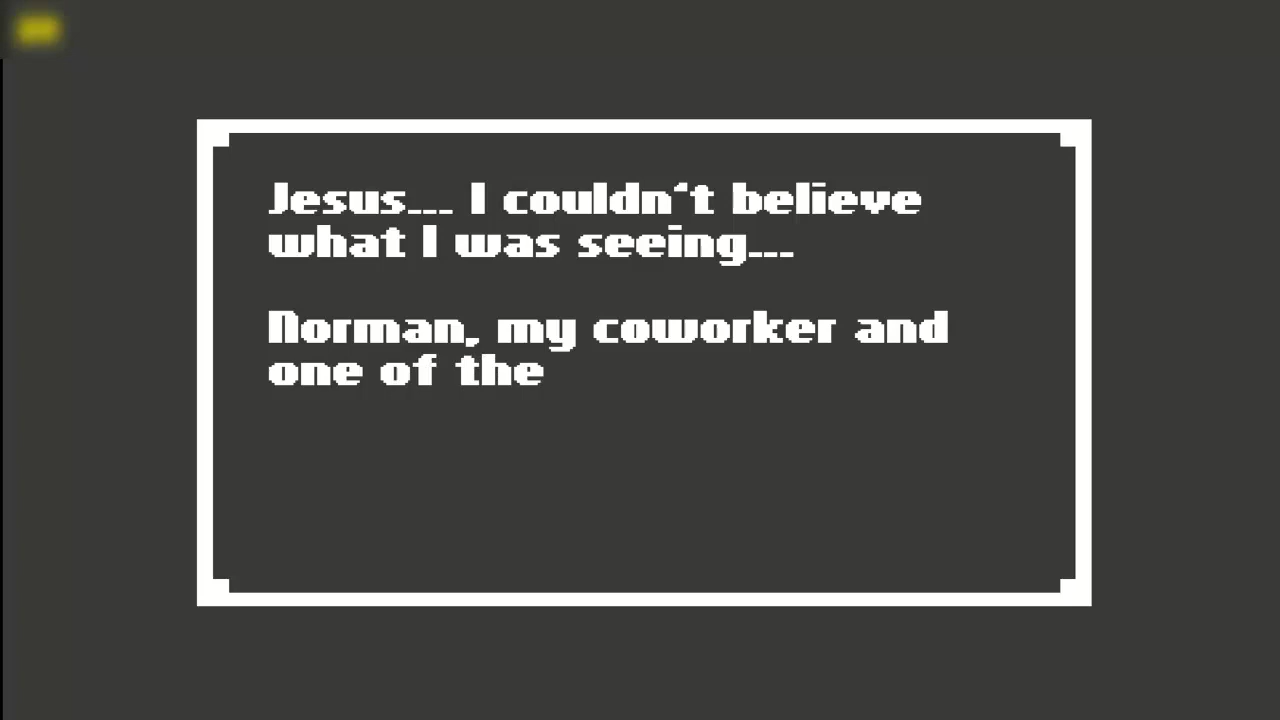 Jesus... I couldn't believe
what I was seeing...
Norman, my coworker and
one of the